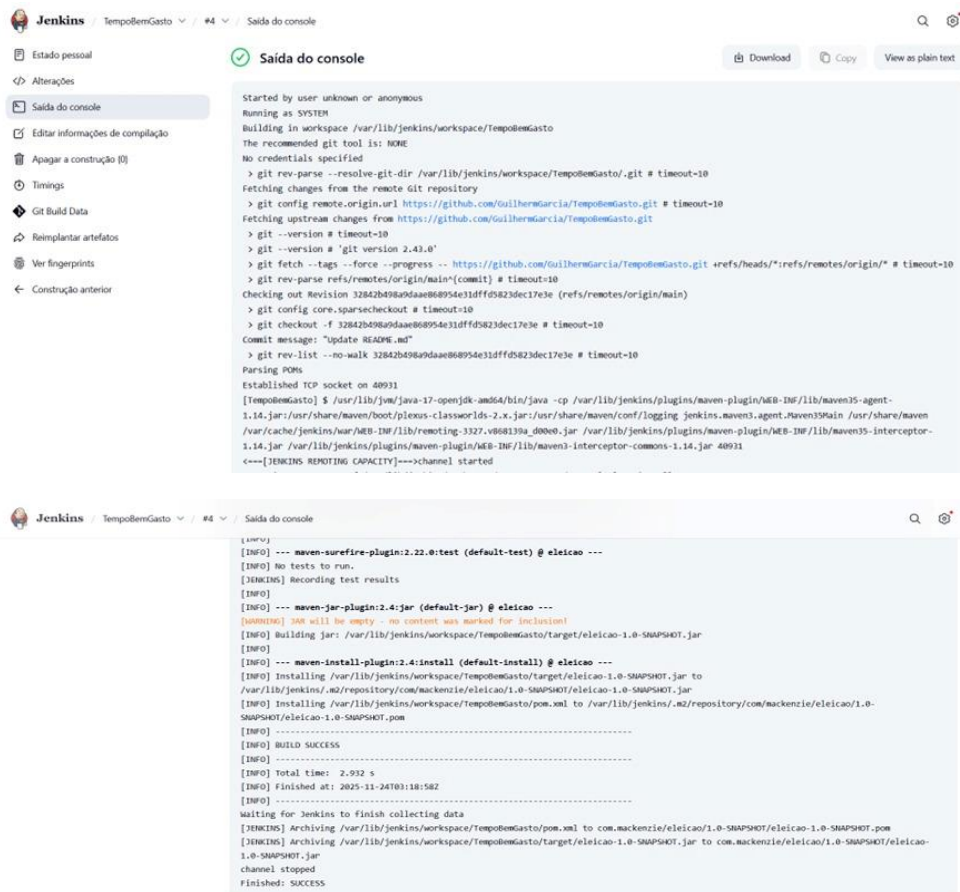 Jenkins / TempoBemGasto / #4 / Saída do console
Estado pessoal
Alterações
Saída do console
Editar informações de compilação
Apagar a construção [0]
Timings
Git Build Data
Reimplantar artefatos
Ver fingerprints
Construção anterior
Saída do console
Download
Copy
View as plain text
Started by user unknown or anonymous
Running as SYSTEM
Building in workspace /var/lib/jenkins/workspace/TempoBemGasto
The recommended git tool is: NONE
No credentials specified
> git rev-parse --resolve-git-dir /var/lib/jenkins/workspace/TempoBemGasto/.git # timeout=10
Fetching changes from the remote Git repository
> git config remote.origin.url https://github.com/GuilhermGarcia/TempoBemGasto.git # timeout=10
Fetching upstream changes from https://github.com/GuilhermGarcia/TempoBemGasto.git
> git --version # timeout=10
> git --version # 'git version 2.43.0'
> git fetch --tags --force --progress -- https://github.com/GuilhermGarcia/TempoBemGasto.git +refs/heads/*:refs/remotes/origin/* # timeout=10
> git rev-parse refs/remotes/origin/main^{commit} # timeout=10
Checking out Revision 32842b498a9daae868954e31dffd5823dec17e3e (refs/remotes/origin/main)
> git config core.sparsecheckout # timeout=10
> git checkout -f 32842b498a9daae868954e31dffd5823dec17e3e # timeout=10
Commit message: "Update README.md"
> git rev-list --no-walk 32842b498a9daae868954e31dffd5823dec17e3e # timeout=10
Parsing POMs
Established TCP socket on 40931
[TempoBemGasto] $ /usr/lib/jvm/java-17-openjdk-amd64/bin/java -cp /var/lib/jenkins/plugins/maven-plugin/WEB-INF/lib/maven35-agent-
1.14.jar:/usr/share/maven/boot/plexus-classworlds-2.x.jar:/usr/share/maven/conf/logging jenkins.maven3.agent.Maven35Main /usr/share/maven
/var/cache/jenkins/war/WEB-INF/lib/remoting-3327.v868139a_d00e0.jar /var/lib/jenkins/plugins/maven-plugin/WEB-INF/lib/maven35-interceptor-
1.14.jar /var/lib/jenkins/plugins/maven-plugin/WEB-INF/lib/maven3-interceptor-commons-1.14.jar 40931
<===[JENKINS REMOTING CAPACITY]===>channel started
Jenkins / TempoBemGasto / #4 / Saída do console
[INFO]
[INFO] --- maven-surefire-plugin:2.22.0:test (default-test) @ eleicao ---
[INFO] No tests to run.
[JENKINS] Recording test results
[INFO]
[INFO] --- maven-jar-plugin:2.4:jar (default-jar) @ eleicao ---
[WARNING] JAR will be empty - no content was marked for inclusion!
[INFO] Building jar: /var/lib/jenkins/workspace/TempoBemGasto/target/eleicao-1.0-SNAPSHOT.jar
[INFO]
[INFO] --- maven-install-plugin:2.4:install (default-install) @ eleicao ---
[INFO] Installing /var/lib/jenkins/workspace/TempoBemGasto/target/eleicao-1.0-SNAPSHOT.jar to
/var/lib/jenkins/.m2/repository/com/mackenzie/eleicao/1.0-SNAPSHOT/eleicao-1.0-SNAPSHOT.jar
[INFO] Installing /var/lib/jenkins/workspace/TempoBemGasto/pom.xml to /var/lib/jenkins/.m2/repository/com/mackenzie/eleicao/1.0-
SNAPSHOT/eleicao-1.0-SNAPSHOT.pom
[INFO] ------------------------------------------------------------------------
[INFO] BUILD SUCCESS
[INFO] ------------------------------------------------------------------------
[INFO] Total time:  2.932 s
[INFO] Finished at: 2025-11-24T03:18:58Z
[INFO] ------------------------------------------------------------------------
Waiting for Jenkins to finish collecting data
[JENKINS] Archiving /var/lib/jenkins/workspace/TempoBemGasto/pom.xml to com.mackenzie/eleicao/1.0-SNAPSHOT/eleicao-1.0-SNAPSHOT.pom
[JENKINS] Archiving /var/lib/jenkins/workspace/TempoBemGasto/target/eleicao-1.0-SNAPSHOT.jar to com.mackenzie/eleicao/1.0-SNAPSHOT/eleicao-
1.0-SNAPSHOT.jar
channel stopped
Finished: SUCCESS